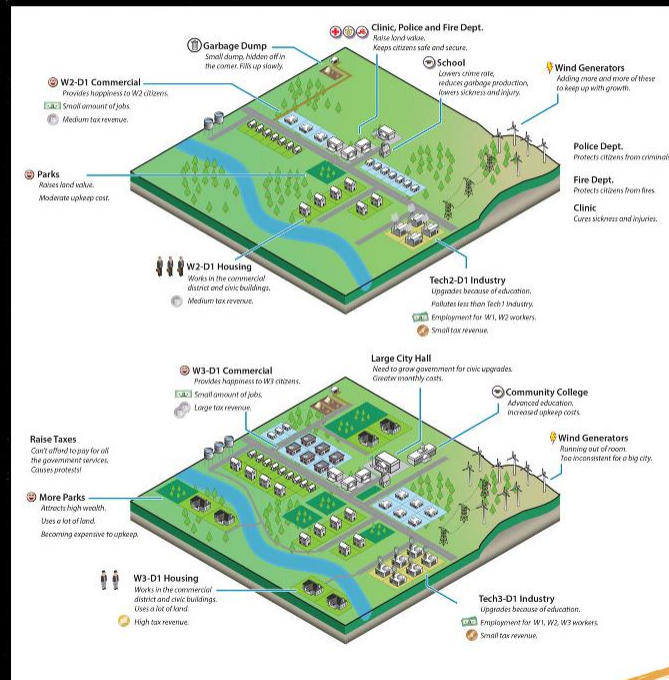 Clinic, Police and Fire Dept.
Raise land value.
Keeps citizens safe and secure.
Garbage Dump
Small dump, hidden off in
the corner. Fills up slowly.
School
Lowers crime rate,
reduces garbage production,
lowers sickness and injury.
Wind Generators
Adding more and more of these
to keep up with growth.
W2-D1 Commercial
Provides happiness to W2 citizens.
Small amount of jobs.
Medium tax revenue.
Police Dept.
Protects citizens from criminals
Fire Dept.
Protects citizens from fires.
Clinic
Cures sickness and injuries.
Parks
Raises land value.
Moderate upkeep cost.
W2-D1 Housing
Works in the commercial
district and civic buildings.
Medium tax revenue.
Tech2-D1 Industry
Upgrades because of education.
Pollutes less than Tech1 Industry.
Employment for W1, W2 workers.
Small tax revenue.
Large City Hall
Need to grow government for civic upgrades.
Greater monthly costs.
W3-D1 Commercial
Provides happiness to W3 citizens.
Small amount of jobs.
Large tax revenue.
Community College
Advanced education,
increased upkeep costs.
Wind Generators
Running out of room.
Too inconsistent for a big city.
Raise Taxes
Can't afford to pay for all
the government services.
Causes protests!
More Parks
Attracts high wealth.
Uses a lot of land.
Becoming expensive to upkeep.
W3-D1 Housing
Works in the commercial
district and civic buildings.
Uses a lot of land.
High tax revenue.
Tech3-D1 Industry
Upgrades because of education.
Employment for W1, W2, W3 workers.
Small tax revenue.